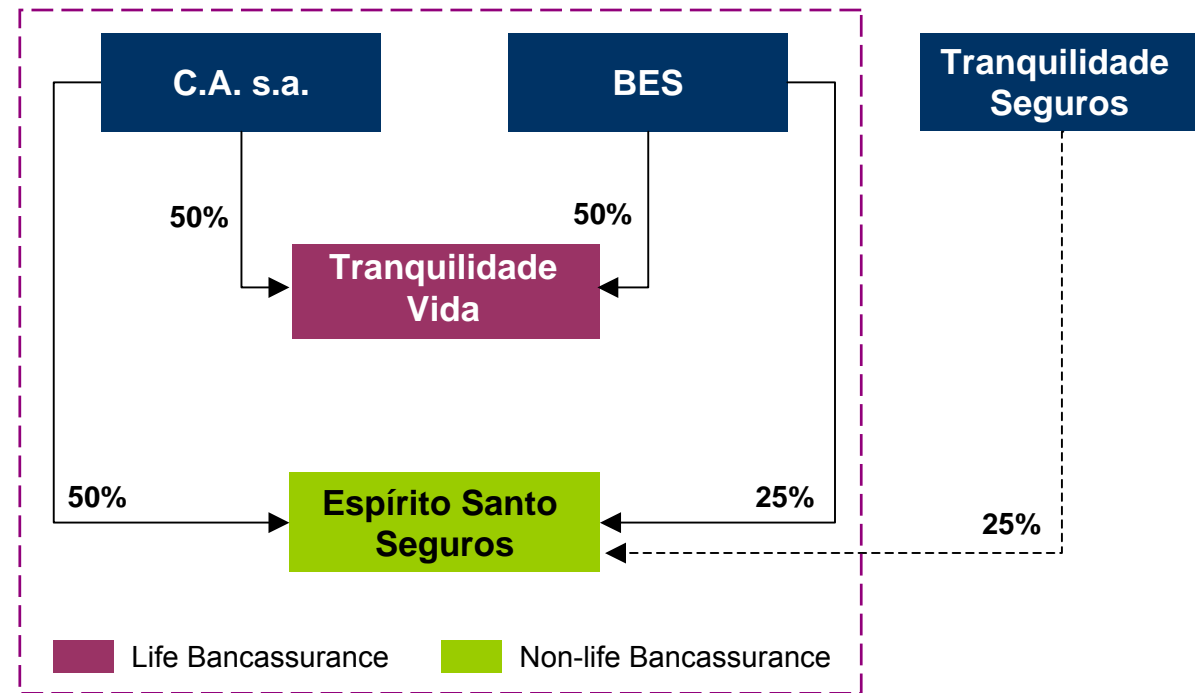 C.A. s.a.
BES
Tranquilidade
Seguros
50%
50%
Tranquilidade
Vida
50%
Espírito Santo
Seguros
25%
25%
Life Bancassurance
Non-life Bancassurance